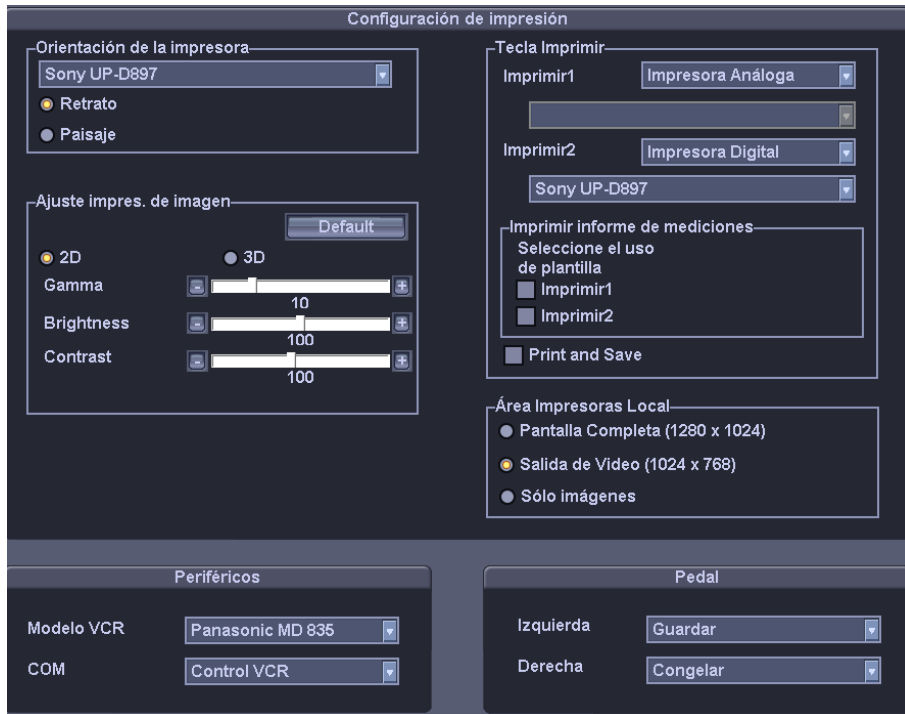 Configuración de impresión
Orientación de la impresora
Sony UP-D897
Retrato
Paisaje
Ajuste impres. de imagen
Default
2D
3D
Gamma
10
Brightness
100
Contrast
100
Tecla Imprimir
Imprimir1
Impresora Análoga
Imprimir2
Impresora Digital
Sony UP-D897
Imprimir informe de mediciones
Seleccione el uso
de plantilla
Imprimir1
Imprimir2
Print and Save
Área Impresoras Local
Pantalla Completa (1280 x 1024)
Salida de Video (1024 x 768)
Sólo imágenes
Periféricos
Modelo VCR
Panasonic MD 835
COM
Control VCR
Pedal
Izquierda
Guardar
Derecha
Congelar